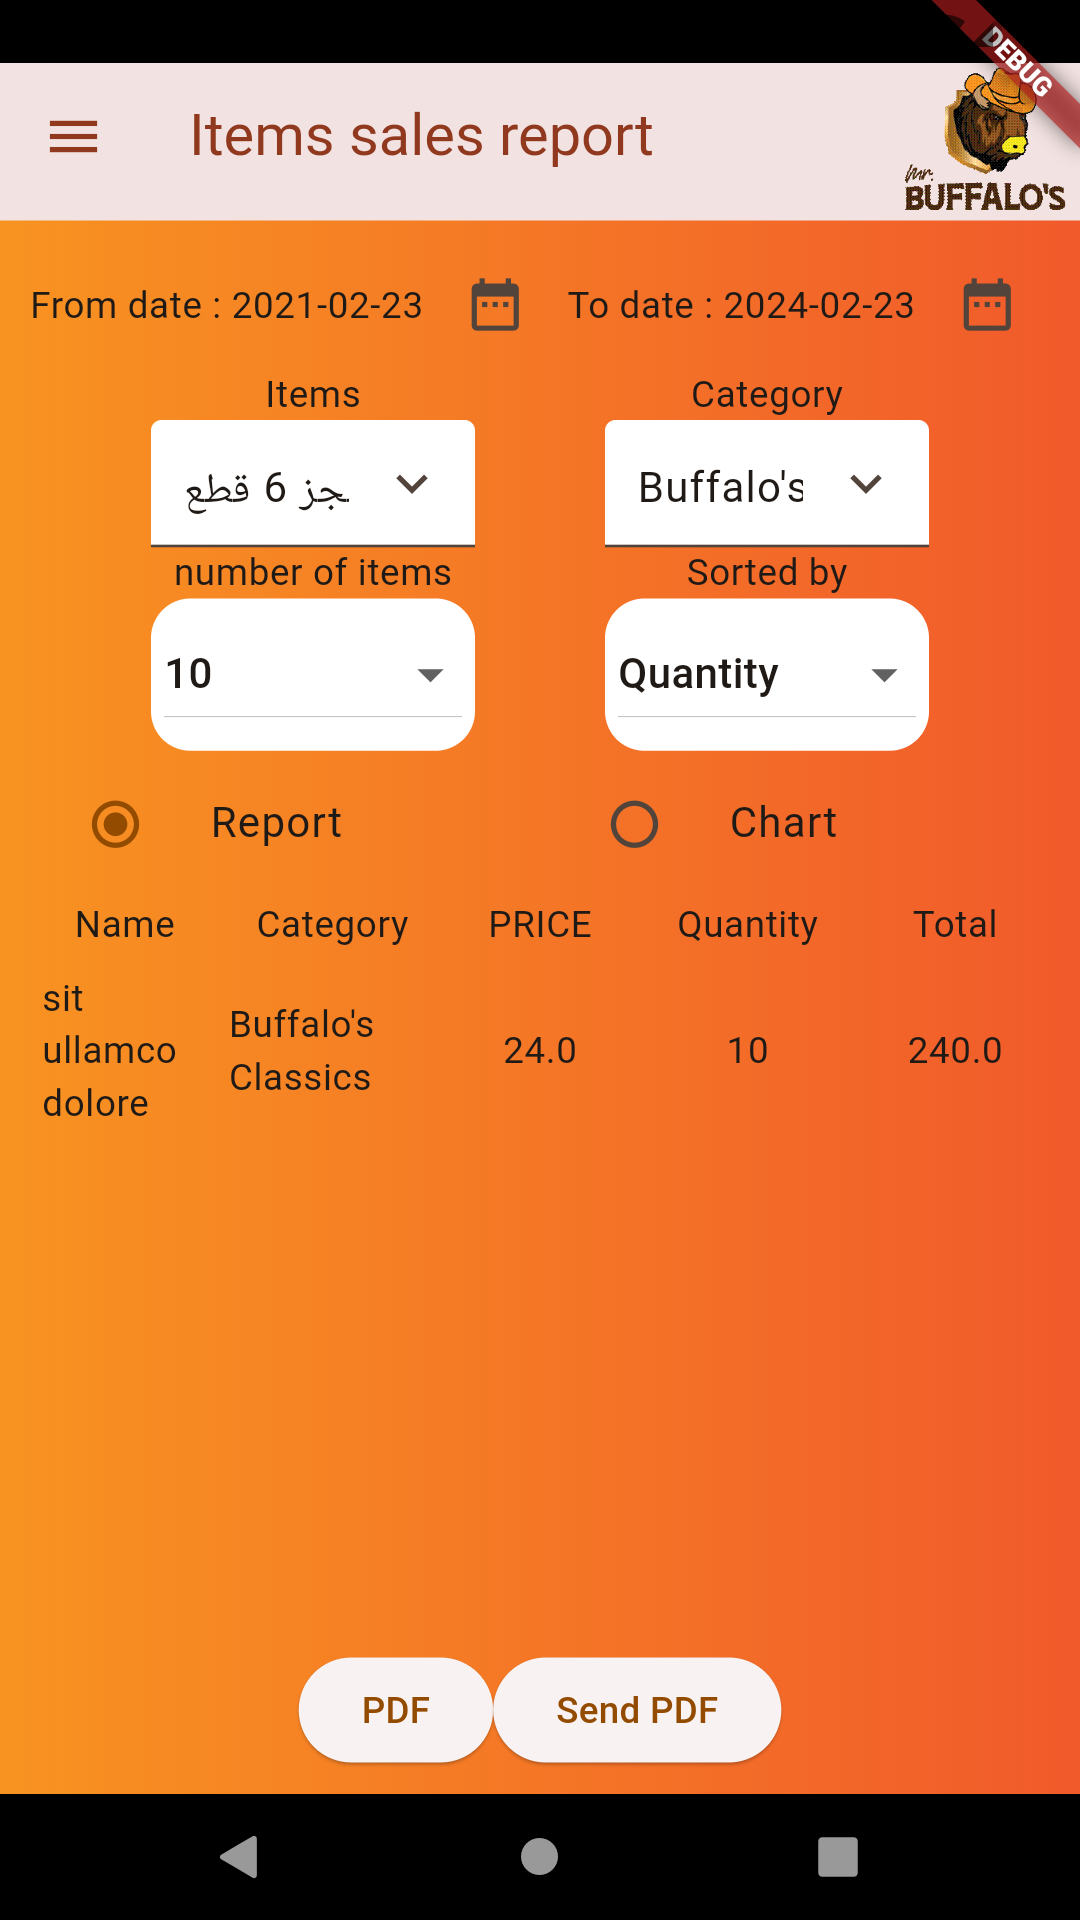 DEBUG
Items sales report
Mr.
BUFFALO'S
From date : 2021-02-23
To date : 2024-02-23
Items
Category
جز 6 قطع
Buffalo's
number of items
Sorted by
10
Quantity
Report
Chart
Name Category PRICE Quantity Total
sit
ullamco
dolore
Buffalo's
Classics
24.0
10
240.0
PDF
Send PDF